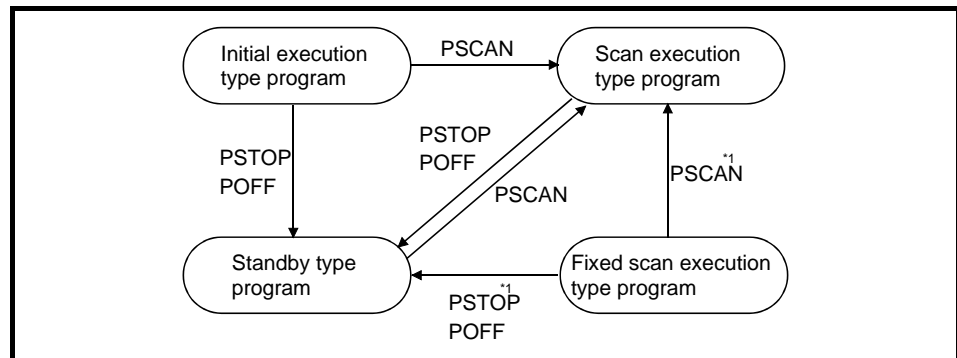 Initial execution
type program
PSCAN
Scan execution
type program
PSTOP
POFF
PSTOP
POFF
PSCAN
PSCAN*1
Standby type
program
PSTOP*1
POFF
Fixed scan execution
type program